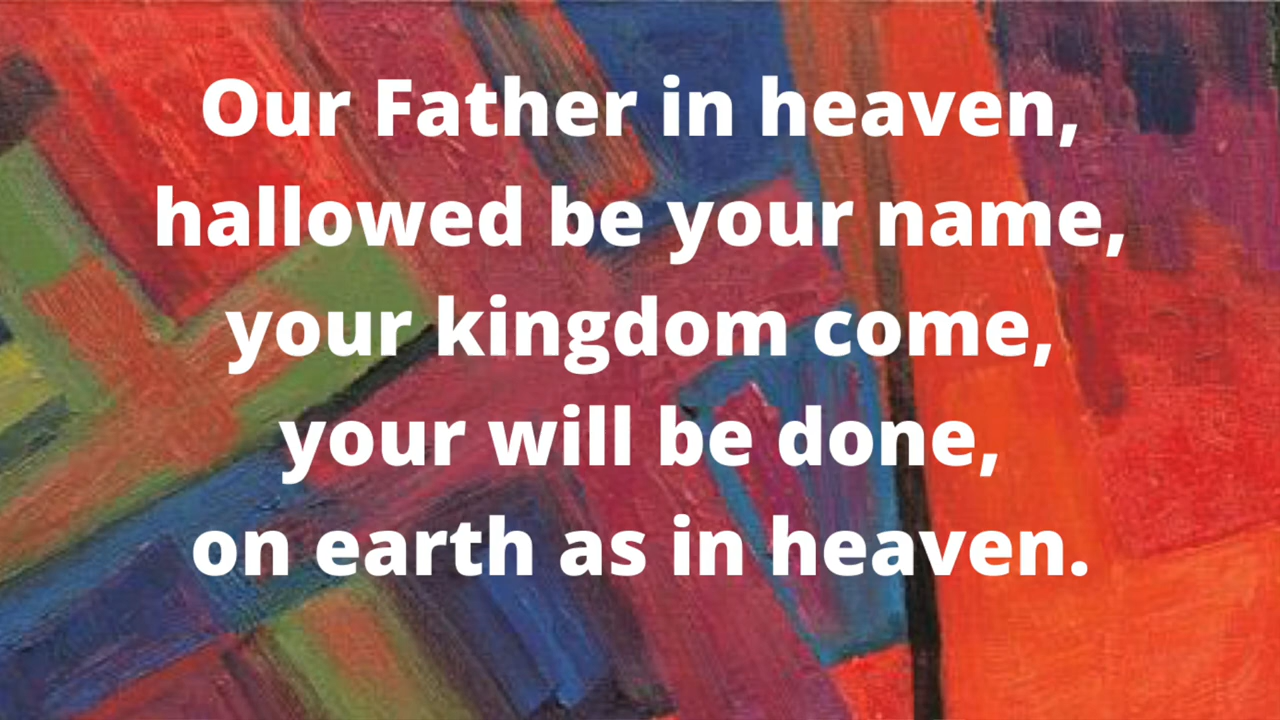 Our Father in heaven,
hallowed be your name,
your kingdom come,
your will be done,
on earth as in heaven.